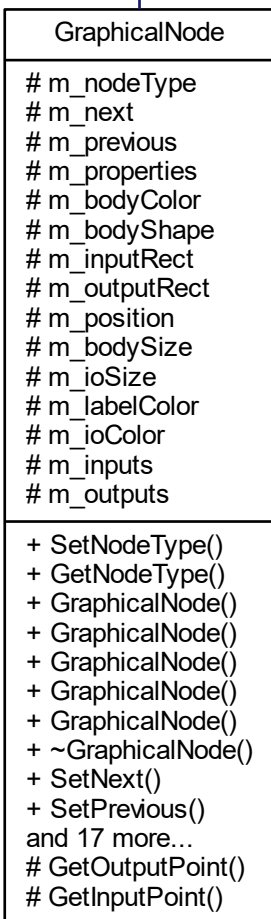 GraphicalNode
# m_nodeType
# m_next
# m_previous
# m_properties
# m_bodyColor
# m_bodyShape
# m_inputRect
# m_outputRect
# m_position
# m_bodySize
# m_ioSize
# m_labelColor
# m_ioColor
# m_inputs
# m_outputs
+ SetNodeType()
+ GetNodeType()
+ GraphicalNode()
+ GraphicalNode()
+ GraphicalNode()
+ GraphicalNode()
+ GraphicalNode()
+ ~GraphicalNode()
+ SetNext()
+ SetPrevious()
and 17 more...
# GetOutputPoint()
# GetInputPoint()